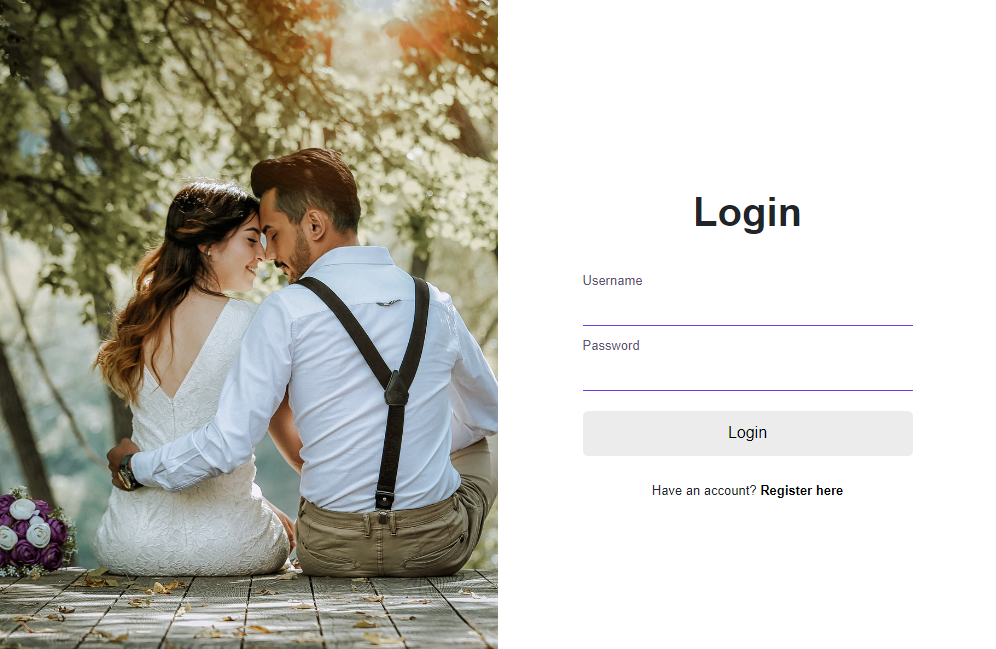 Login
Username
Password
Login
Have an account? Register here